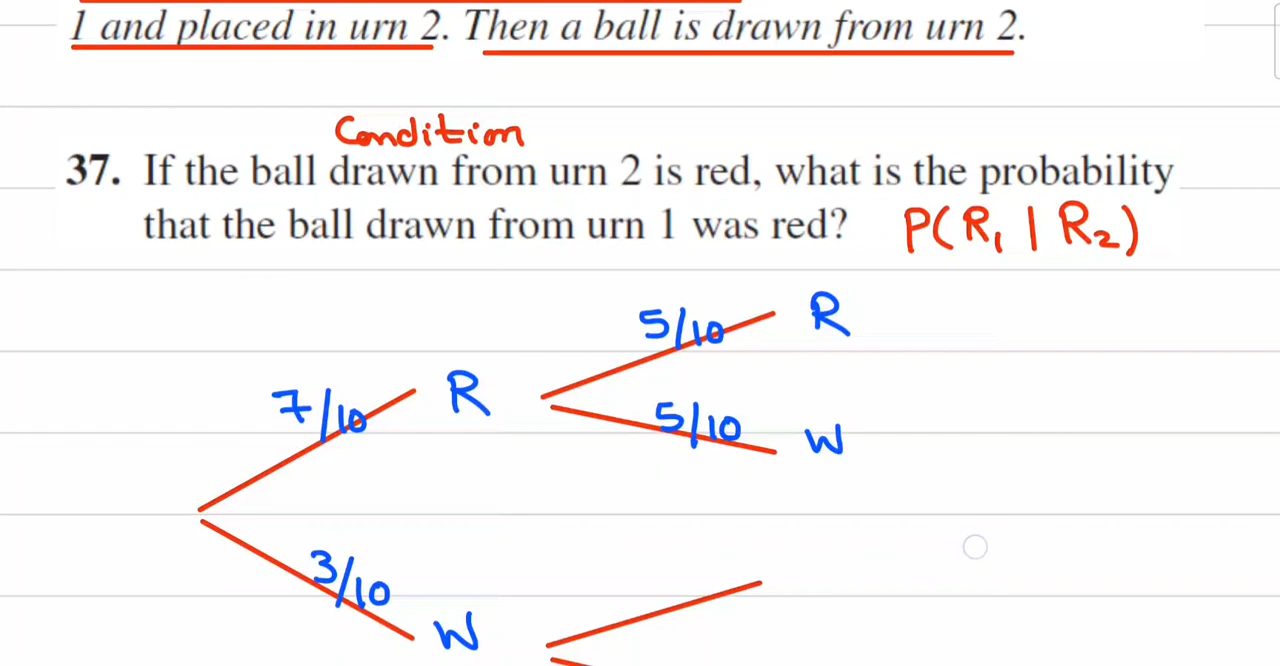 1 and placed in urn 2. Then a ball is drawn from urn 2.
Condition
37. If the ball drawn from urn 2 is red, what is the probability
that the ball drawn from urn 1 was red? P(R₁ | R₂)
5/10 R
7/10 R
5/10 W
3/10 W